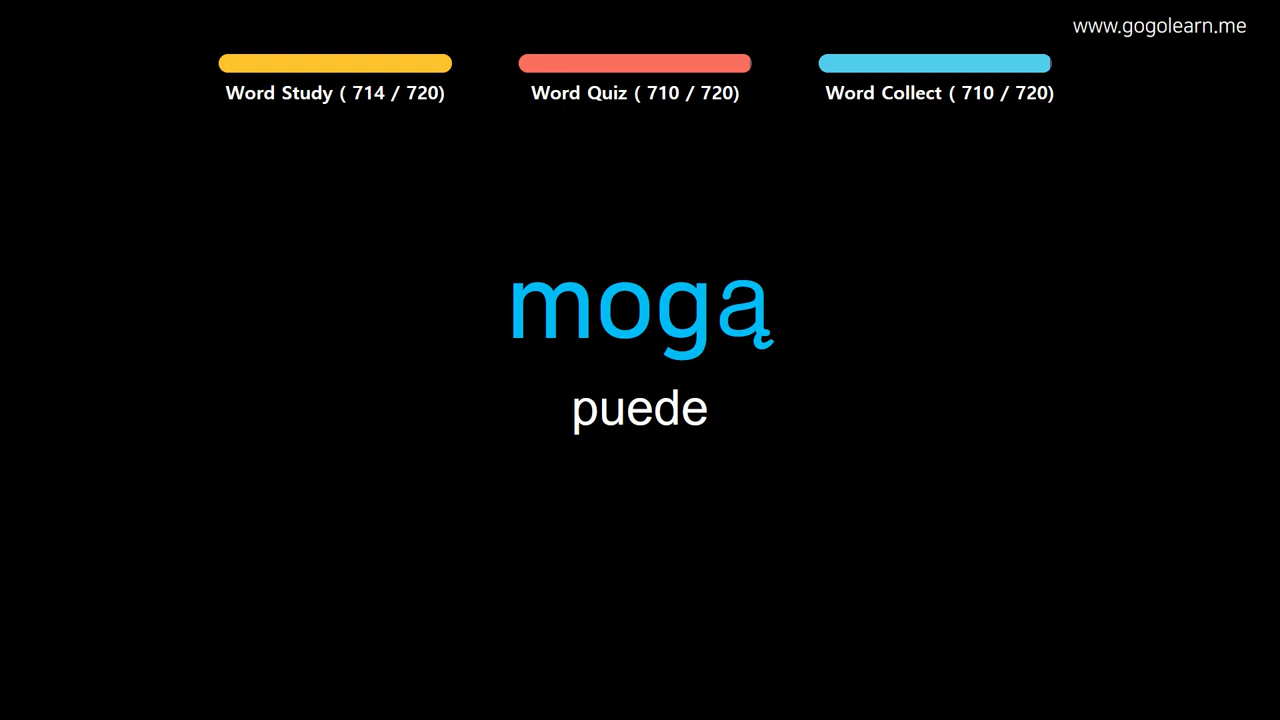 www.gogolearn.me
Word Study ( 714 / 720)
Word Quiz ( 710 / 720)
Word Collect ( 710 / 720)
mogą
puede